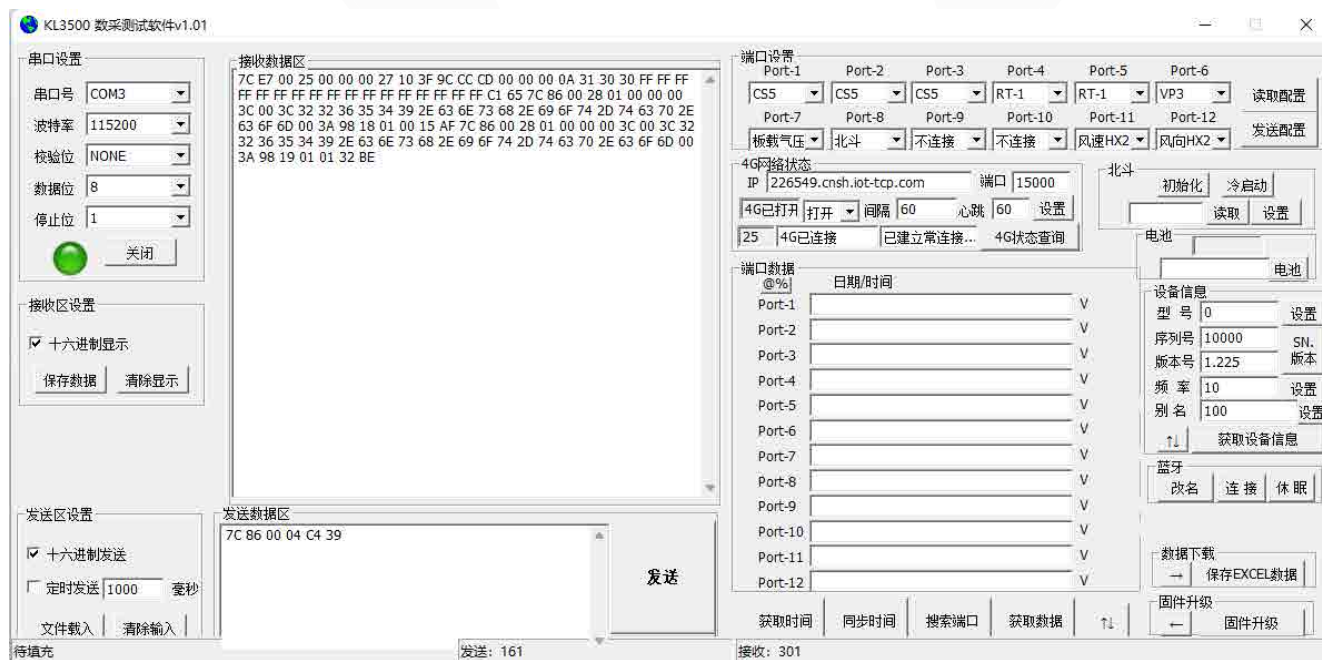 KL3500 数采测试软件v1.01
串口设置
串口号 COM3
波特率 115200
校验位 NONE
数据位 8
停止位 1
关闭
接收区设置
十六进制显示
保存数据 清除显示
接收数据区
7C E7 00 25 00 00 00 27 10 3F 9C CC CD 00 00 00 0A 31 30 30 FF FF FF
FF FF FF FF FF FF FF FF FF FF FF FF FF C1 65 7C 86 00 28 01 00 00 00
3C 00 3C 32 32 36 35 34 39 2E 63 6E 73 68 2E 69 6F 74 2D 74 63 70 2E
63 6F 6D 00 3A 98 18 01 00 15 AF 7C 86 00 28 01 00 00 00 3C 00 3C 32
32 36 35 34 39 2E 63 6E 73 68 2E 69 6F 74 2D 74 63 70 2E 63 6F 6D 00
3A 98 19 01 01 32 BE
发送区设置
十六进制发送
定时发送 1000 毫秒
文件载入 清除输入
发送数据区
7C 86 00 04 C4 39
发送
端口设置
Port-1 Port-2 Port-3 Port-4 Port-5 Port-6
CS5 CS5 CS5 RT-1 RT-1 VP3 读取配置
Port-7 Port-8 Port-9 Port-10 Port-11 Port-12
板载气压 北斗 不连接 不连接 风速HX2 风向HX2 发送配置
4G网络状态
IP 226549.cnsh.iot-tcp.com 端口 15000
4G已打开 打开 间隔 60 心跳 60 设置
25 4G已连接 已建立常连接... 4G状态查询
北斗
初始化 冷启动
读取 设置
电池
电池
端口数据
@% 日期/时间
Port-1 V
Port-2 V
Port-3 V
Port-4 V
Port-5 V
Port-6 V
Port-7 V
Port-8 V
Port-9 V
Port-10 V
Port-11 V
Port-12 V
获取时间 同步时间 搜索端口 获取数据 ↑↓
设备信息
型 号 0 设置
序列号 10000 SN.
版本号 1.225 版本
频 率 10 设置
别 名 100 设置
↑↓ 获取设备信息
蓝牙
改名 连 接 休 眠
数据下载
→ 保存EXCEL数据
固件升级
← 固件升级
待填充 发送: 161 接收: 301